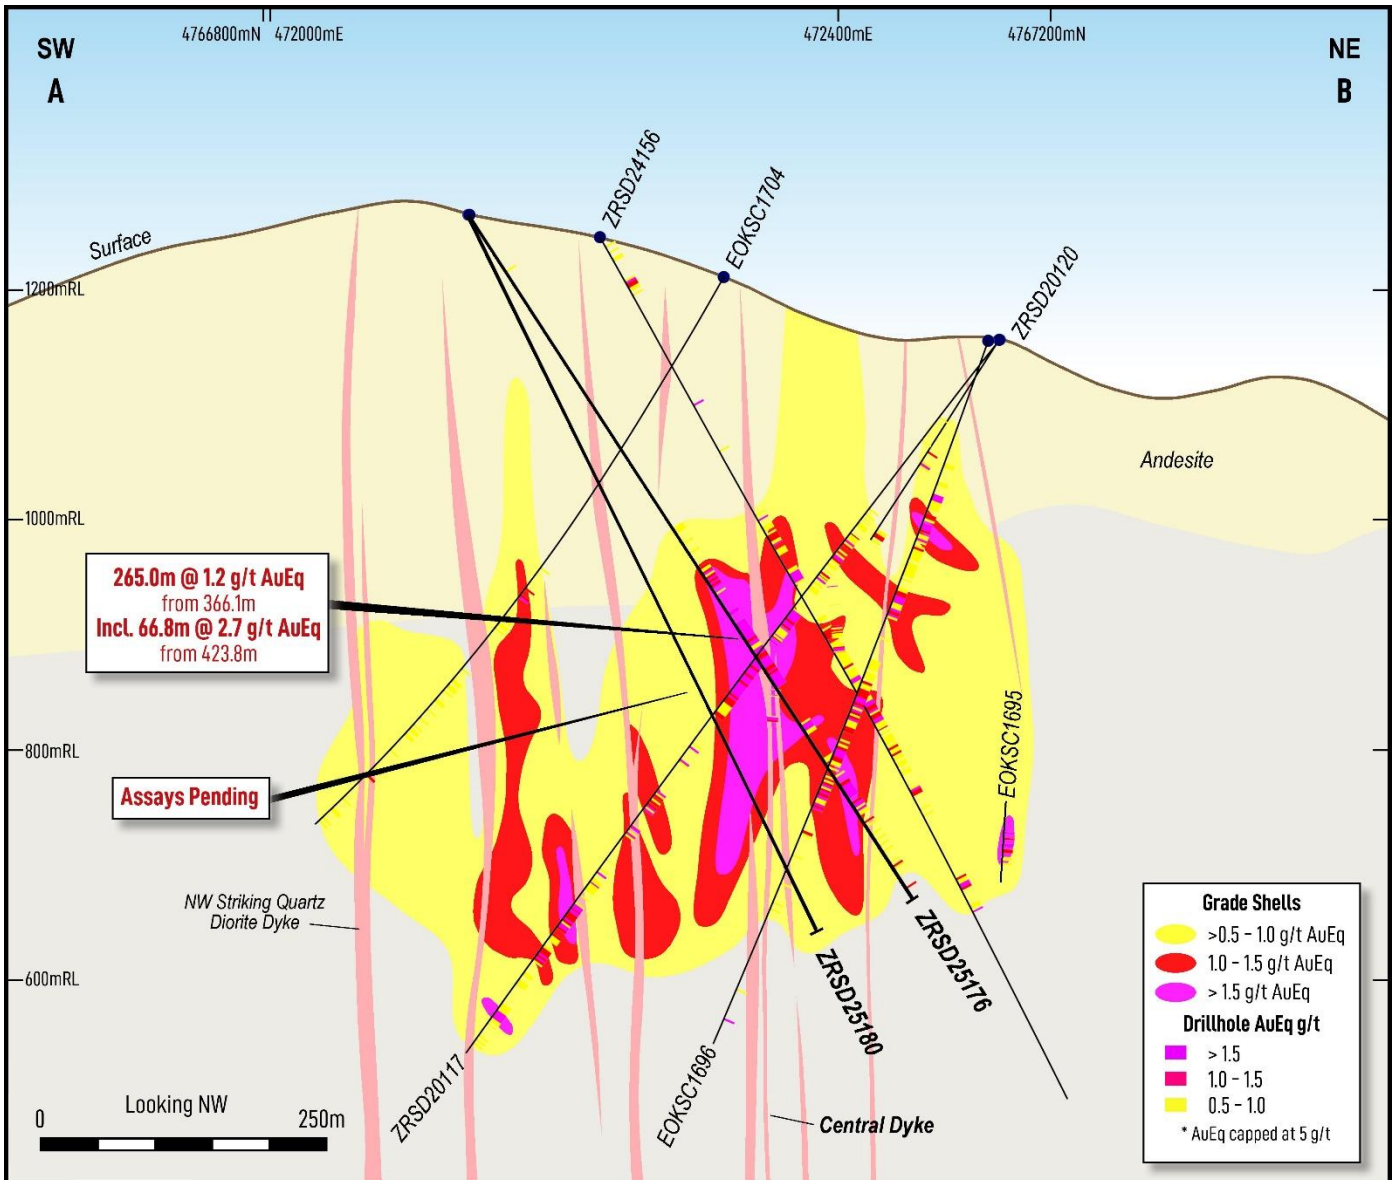 4766800mN
472000mE
472400mE
4767200mN
SW
A
NE
B
ZRSD24156
EOKSC1704
ZRSD20120
Surface
1200mRL
Andesite
1000mRL
265.0m @ 1.2 g/t AuEq
from 366.1m
Incl. 66.8m @ 2.7 g/t AuEq
from 423.8m
800mRL
EOKSC1695
Assays Pending
NW Striking Quartz
Diorite Dyke
600mRL
ZRSD25176
ZRSD25180
ZRSD20117
EOKSC1696
Central Dyke
Looking NW
0
250m
Grade Shells
>0.5 – 1.0 g/t AuEq
1.0 – 1.5 g/t AuEq
> 1.5 g/t AuEq
Drillhole AuEq g/t
> 1.5
1.0 – 1.5
0.5 – 1.0
* AuEq capped at 5 g/t